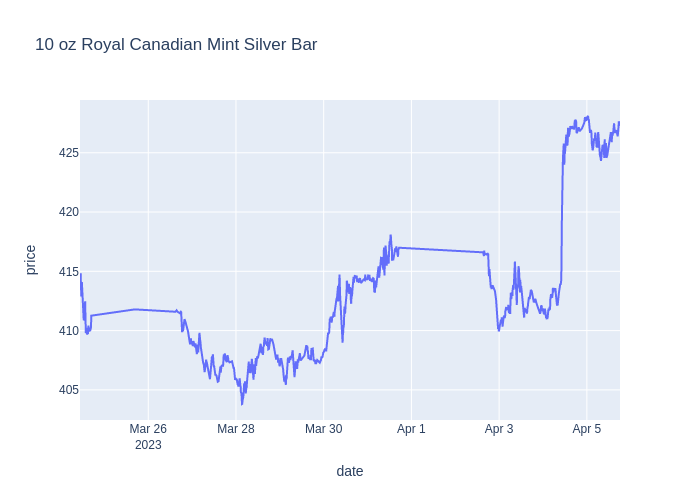 10 oz Royal Canadian Mint Silver Bar
425
420
415
410
405
price
Mar 26
2023
Mar 28
Mar 30
Apr 1
Apr 3
Apr 5
date